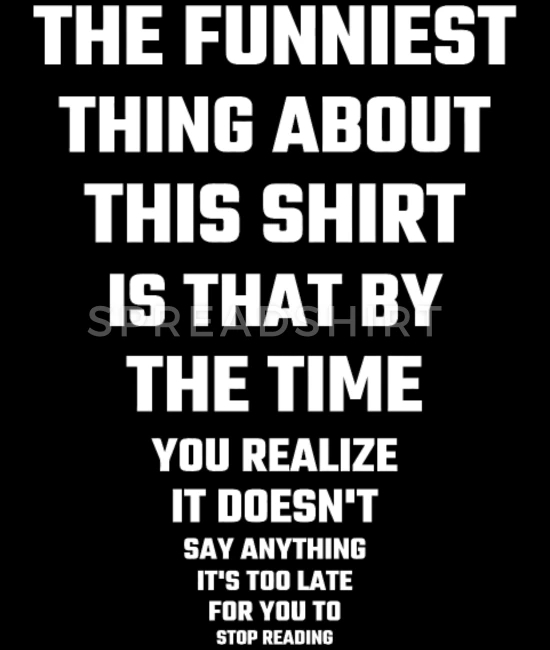 THE FUNNIEST
THING ABOUT
THIS SHIRT
IS THAT BY
SPREADSHIRT
THE TIME
YOU REALIZE
IT DOESN'T
SAY ANYTHING
IT'S TOO LATE
FOR YOU TO
STOP READING